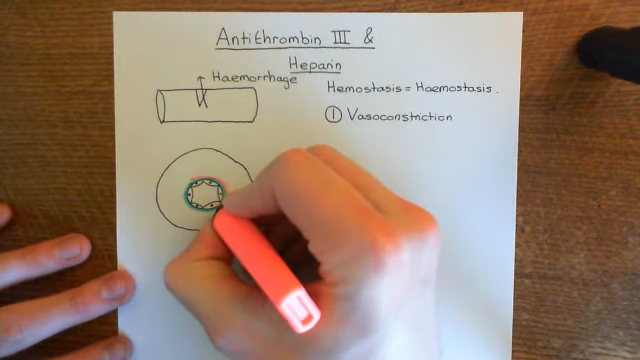 Antithrombin III &
Heparin
Haemorrhage
Hemostasis = Haemostasis.
① Vasoconstriction